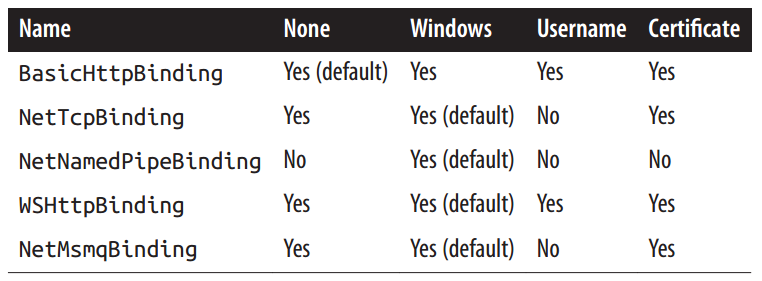 Name None Windows Username Certificate
BasicHttpBinding Yes (default) Yes Yes Yes
NetTcpBinding Yes Yes (default) No Yes
NetNamedPipeBinding No Yes (default) No No
WSHttpBinding Yes Yes (default) Yes Yes
NetMsmqBinding Yes Yes (default) No Yes